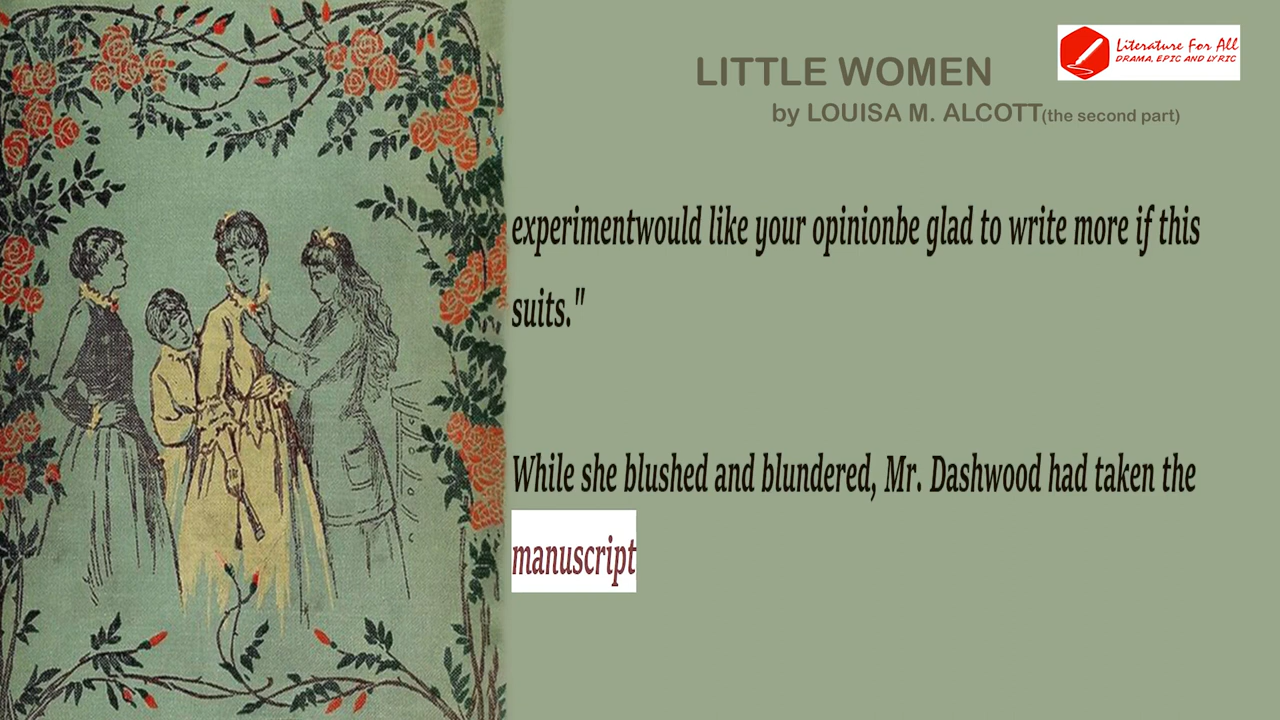 Literature For All
DRAMA, EPIC AND LYRIC
LITTLE WOMEN
by LOUISA M. ALCOTT(the second part)
experimentwould like your opinionbe glad to write more if this
suits."
While she blushed and blundered, Mr. Dashwood had taken the
manuscript